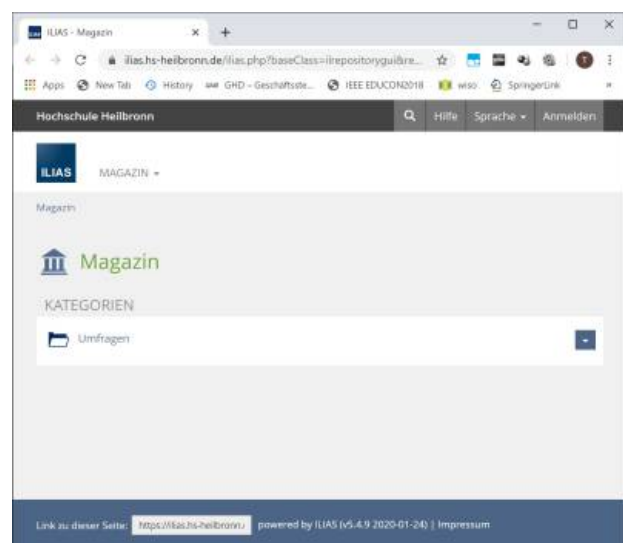 ILIAS - Magazin
ilias.hs-heilbronn.de/ilias.php?baseClass=ilrepositorygui&re...
Apps New Tab History GHD - Geschäftsste... IEEE EDUCON2018 wiso SpringerLink »
Hochschule Heilbronn Hilfe Sprache Anmelden
ILIAS MAGAZIN
Magazin
Magazin
KATEGORIEN
Umfragen
Link zu dieser Seite: https://ilias.hs-heilbronn. powered by ILIAS (v5.4.9 2020-01-24) | Impressum